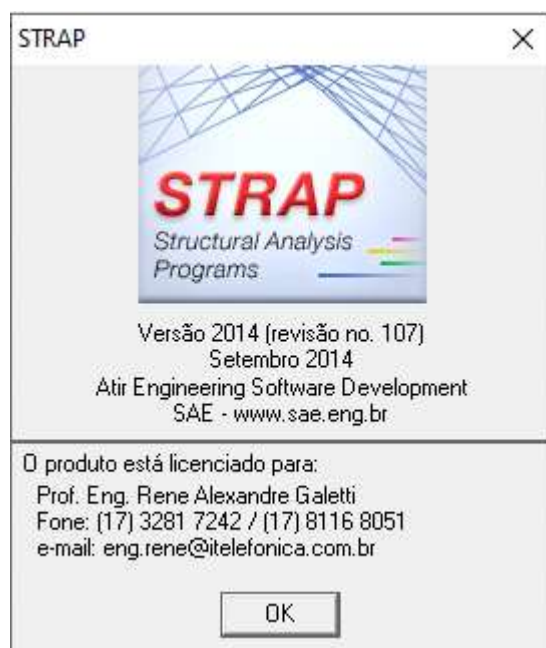 STRAP
STRAP
Structural Analysis
Programs
Versão 2014 (revisão no. 107)
Setembro 2014
Atir Engineering Software Development
SAE - www.sae.eng.br
O produto está licenciado para:
Prof. Eng. Rene Alexandre Galetti
Fone: (17) 3281 7242 / (17) 8116 8051
e-mail: eng.rene@itelefonica.com.br
OK